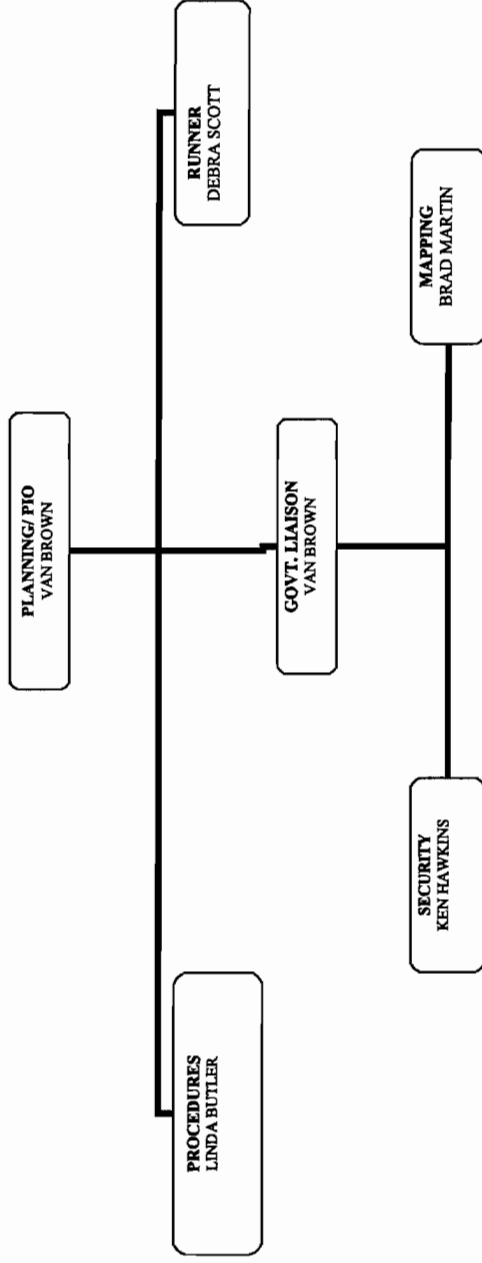 PLANNING/ PIO
VAN BROWN
PROCEDURES
LINDA BUTLER
RUNNER
DEBRA SCOTT
GOVT. LIAISON
VAN BROWN
SECURITY
KEN HAWKINS
MAPPING
BRAD MARTIN